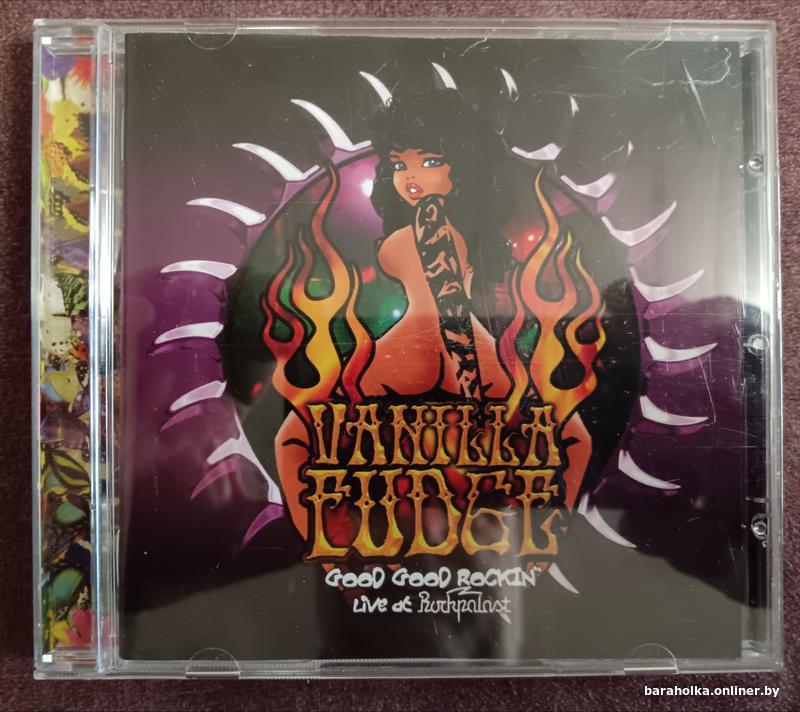 VANILLA
FUDGE
GOOD GOOD ROCKIN'
Live at Rockpalast
baraholka.onliner.by